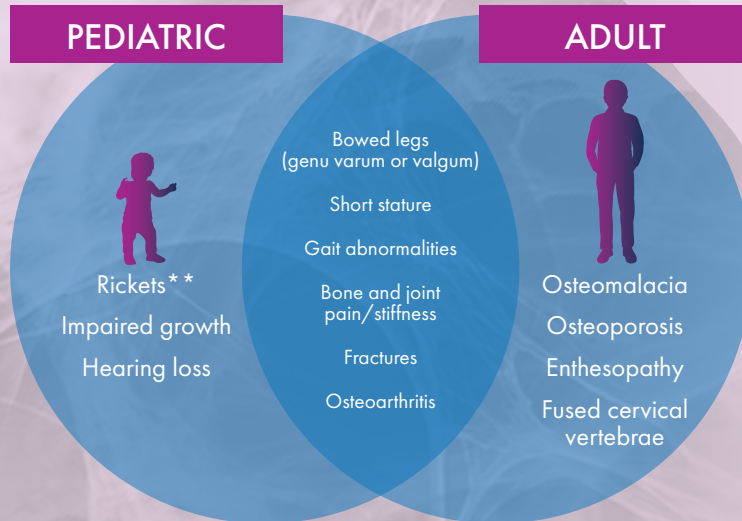 PEDIATRIC
ADULT
Rickets**
Impaired growth
Hearing loss
Bowed legs
(genu varum or valgum)
Short stature
Gait abnormalities
Bone and joint
pain/stiffness
Fractures
Osteoarthritis
Osteomalacia
Osteoporosis
Enthesopathy
Fused cervical
vertebrae